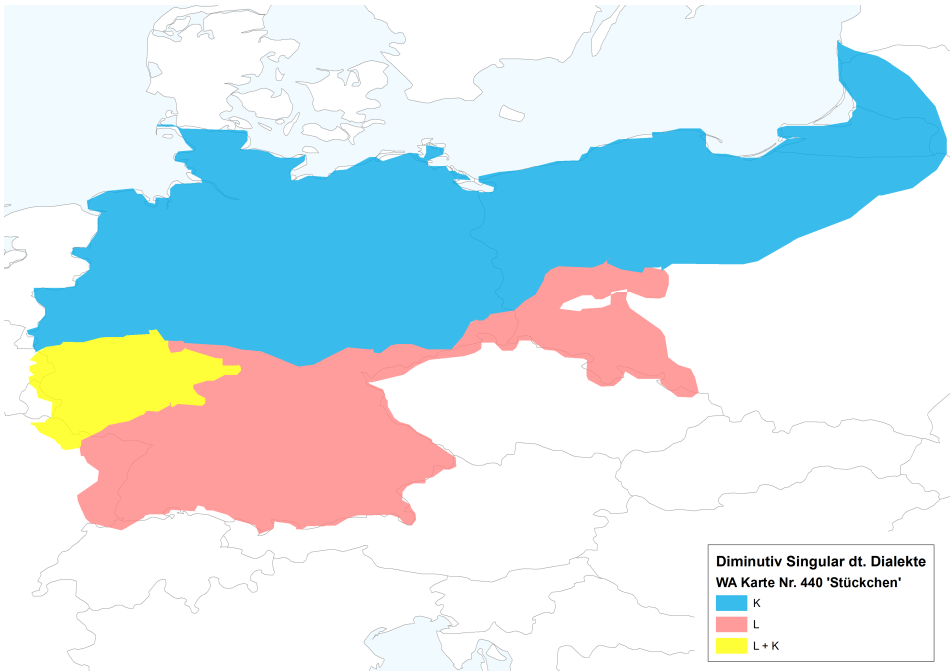 Diminutiv Singular dt. Dialekte
WA Karte Nr. 440 'Stückchen'
K
L
L + K